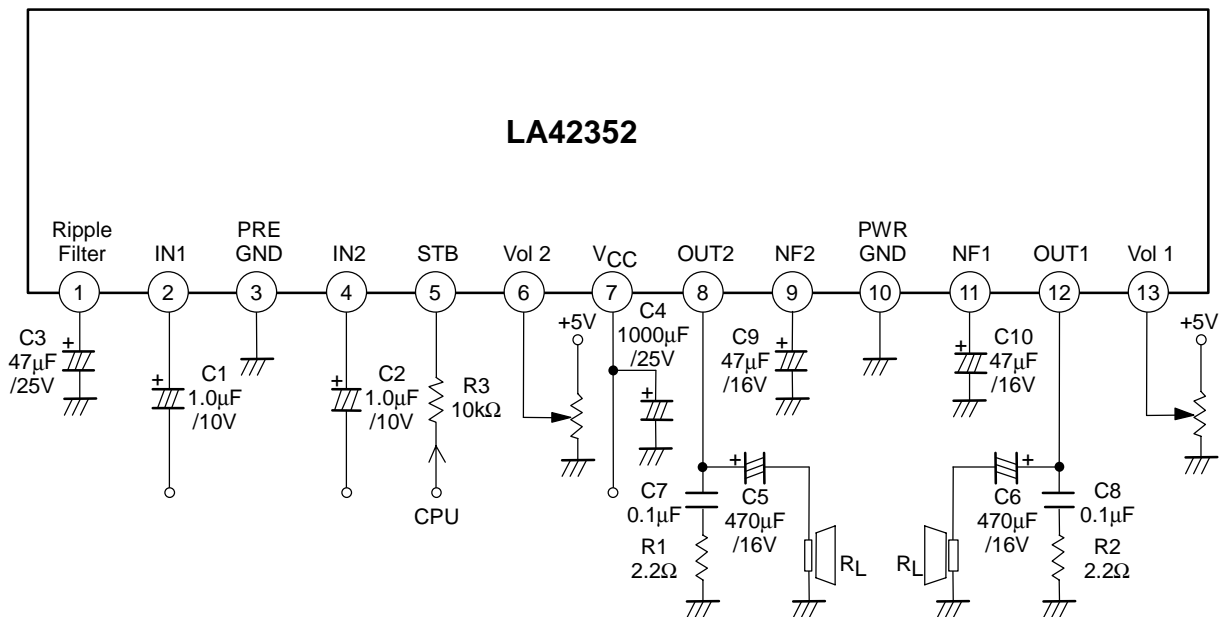 LA42352
Ripple
Filter
IN1
PRE
GND
IN2
STB
Vol 2
VCC
OUT2
NF2
PWR
GND
NF1
OUT1
Vol 1
1
2
3
4
5
6
7
8
9
10
11
12
13
C3
47μF
/25V
+
C1
1.0μF
/10V
+
C2
1.0μF
/10V
+
R3
10kΩ
CPU
+5V
C4
1000μF
/25V
+
C9
47μF
/16V
+
C10
47μF
/16V
+
+5V
C7
0.1μF
R1
2.2Ω
+
C5
470μF
/16V
RL
RL
+
C6
470μF
/16V
C8
0.1μF
R2
2.2Ω